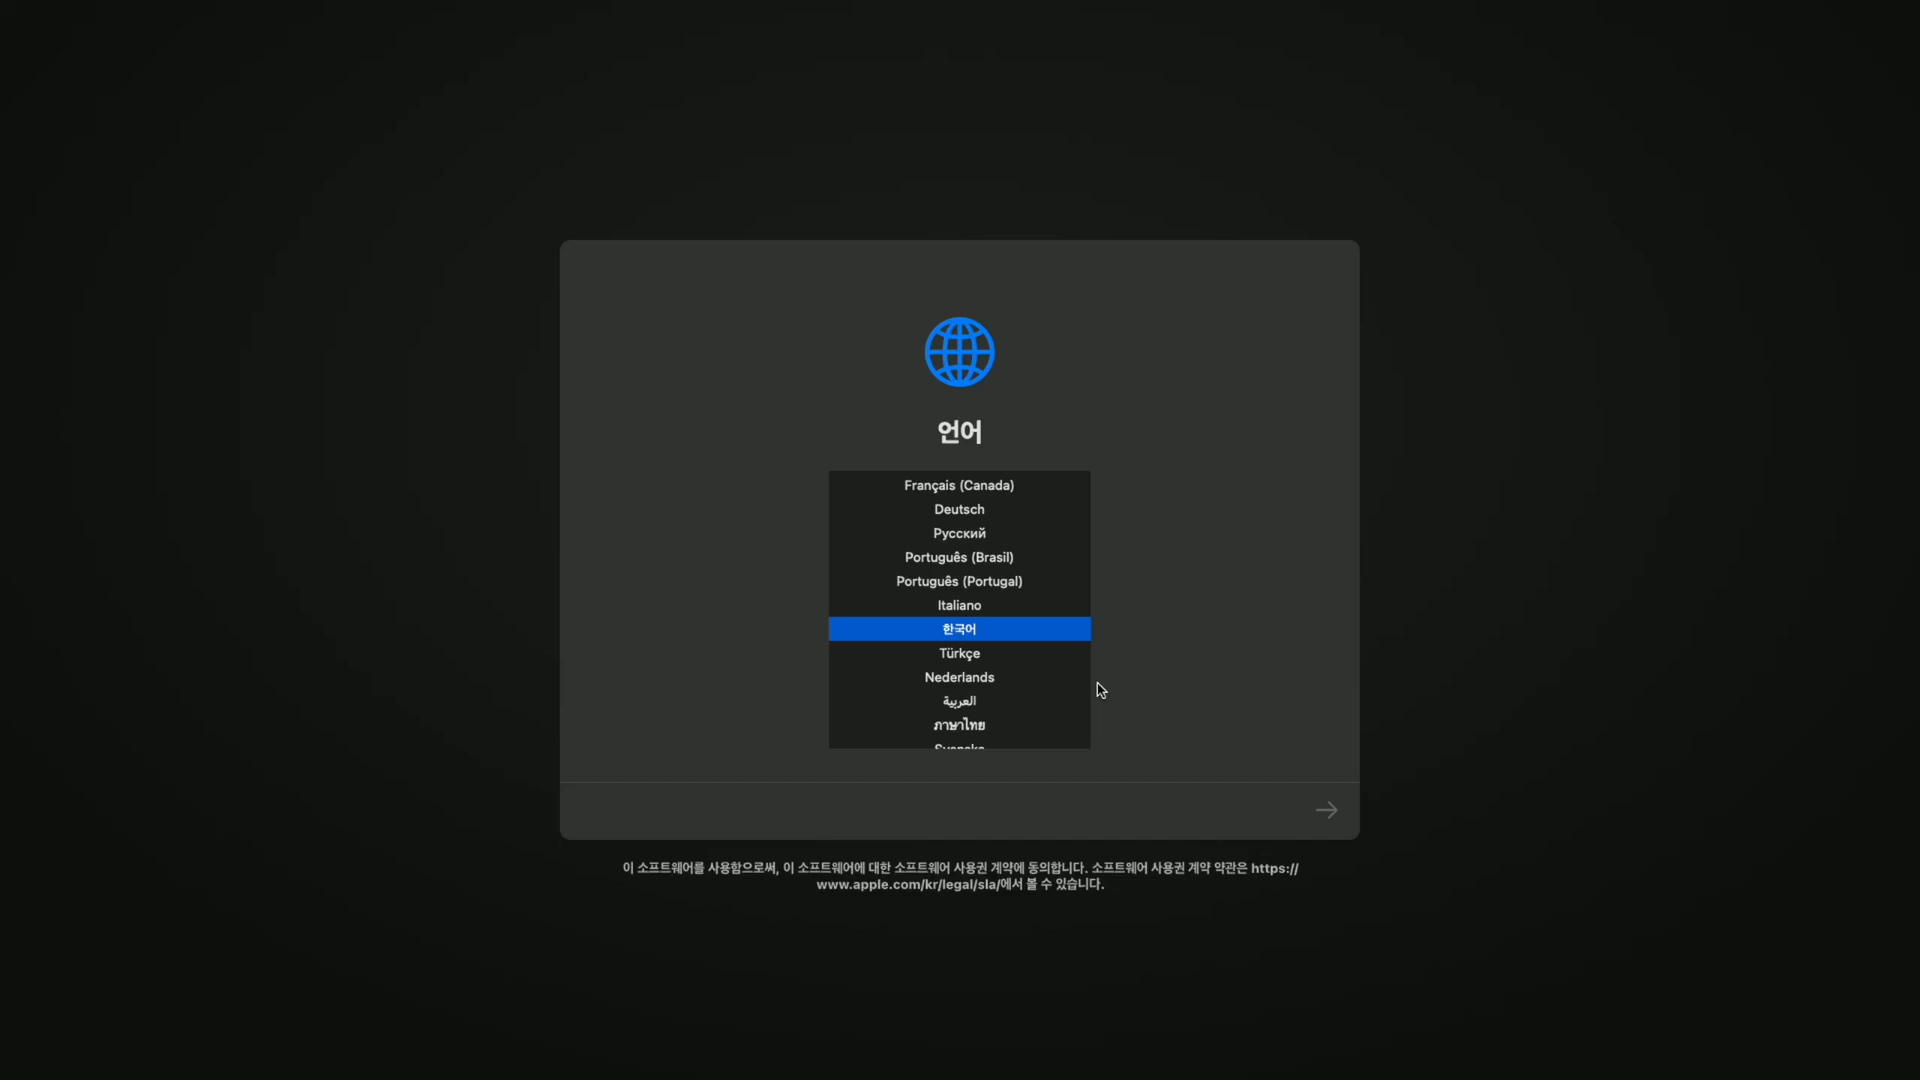 언어
Français (Canada)
Deutsch
Русский
Português (Brasil)
Português (Portugal)
Italiano
한국어
Türkçe
Nederlands
العربية
ภาษาไทย
Svenska
이 소프트웨어를 사용함으로써, 이 소프트웨어에 대한 소프트웨어 사용권 계약에 동의합니다. 소프트웨어 사용권 계약 약관은 https://
www.apple.com/kr/legal/sla/에서 볼 수 있습니다.